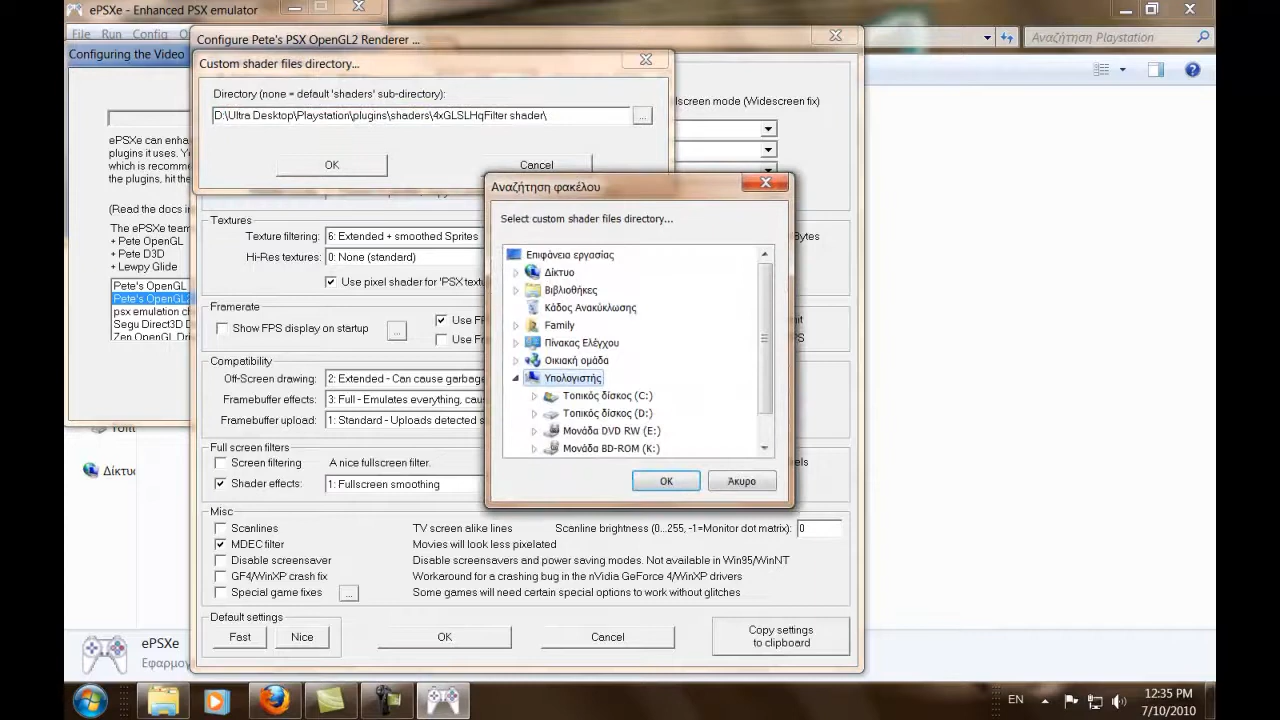 ePSXe - Enhanced PSX emulator
File Run Config
Αναζήτηση Playstation
Configuring the Video
ePSXe can enha
plugins it uses. Y
which is recomme
the plugins, hit the
(Read the docs i
The ePSXe team
+ Pete OpenGL
+ Pete D3D
+ Lewpy Glide
Pete's OpenGL
Pete's OpenGL2
psx emulation c
Segu Direct3D D
Zen OpenGL Dri
Δίκτυ
Configure Pete's PSX OpenGL2 Renderer ...
lscreen mode (Widescreen fix)
Custom shader files directory...
Directory (none = default 'shaders' sub-directory):
D:\Ultra Desktop\Playstation\plugins\shaders\4xGLSLHqFilter shader\
...
OK
Cancel
Textures
Texture filtering: 6: Extended + smoothed Sprites
Bytes
Hi-Res textures: 0: None (standard)
Use pixel shader for 'PSX textu
Framerate
Show FPS display on startup ...
Use FP
Use Fr
Compatibility
Off-Screen drawing: 2: Extended - Can cause garbage
Framebuffer effects: 3: Full - Emulates everything, cau
Framebuffer upload: 1: Standard - Uploads detected s
Full screen filters
Screen filtering A nice fullscreen filter.
Shader effects: 1: Fullscreen smoothing
Misc
Scanlines TV screen alike lines Scanline brightness (0...255, -1=Monitor dot matrix): 0
MDEC filter Movies will look less pixelated
Disable screensaver Disable screensavers and power saving modes. Not available in Win95/WinNT
GF4/WinXP crash fix Workaround for a crashing bug in the nVidia GeForce 4/WinXP drivers
Special game fixes ... Some games will need certain special options to work without glitches
Default settings
Fast Nice OK Cancel
Copy settings
to clipboard
Αναζήτηση φακέλου
Select custom shader files directory...
Επιφάνεια εργασίας
Δίκτυο
Βιβλιοθήκες
Κάδος Ανακύκλωσης
Family
Πίνακας Ελέγχου
Οικιακή ομάδα
Υπολογιστής
Τοπικός δίσκος (C:)
Τοπικός δίσκος (D:)
Μονάδα DVD RW (E:)
Μονάδα BD-ROM (K:)
OK
Άκυρο
ePSXe
Εφαρμογ
EN
12:35 PM
7/10/2010